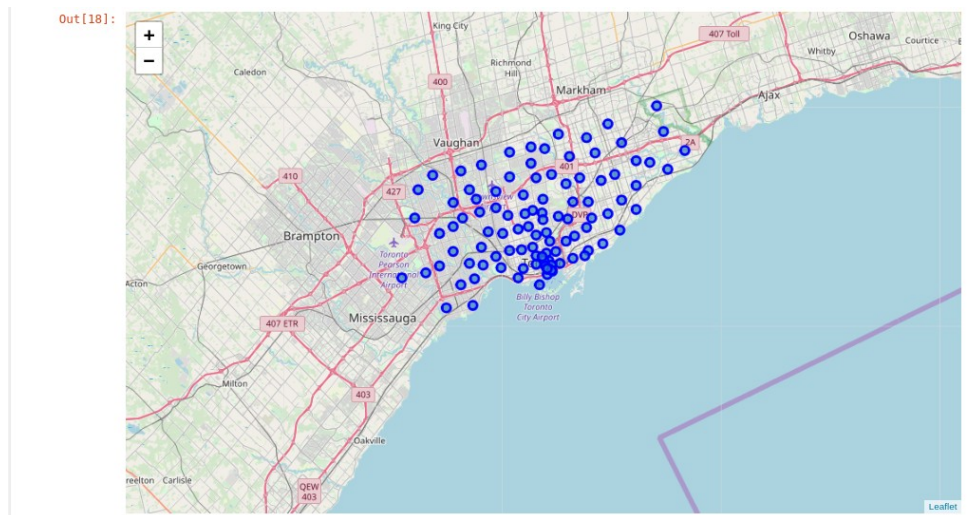 Out[18]:
+
−
King City
407 Toll
Oshawa
Courtice
Whitby
Richmond
Hill
Caledon
400
Markham
Ajax
Vaughan
2A
401
410
427
DVP
Brampton
Toronto
Pearson
International
Airport
Georgetown
Acton
Billy Bishop
Toronto
City Airport
Mississauga
407 ETR
Milton
403
Oakville
reelton
Carlisle
QEW
403
Leaflet